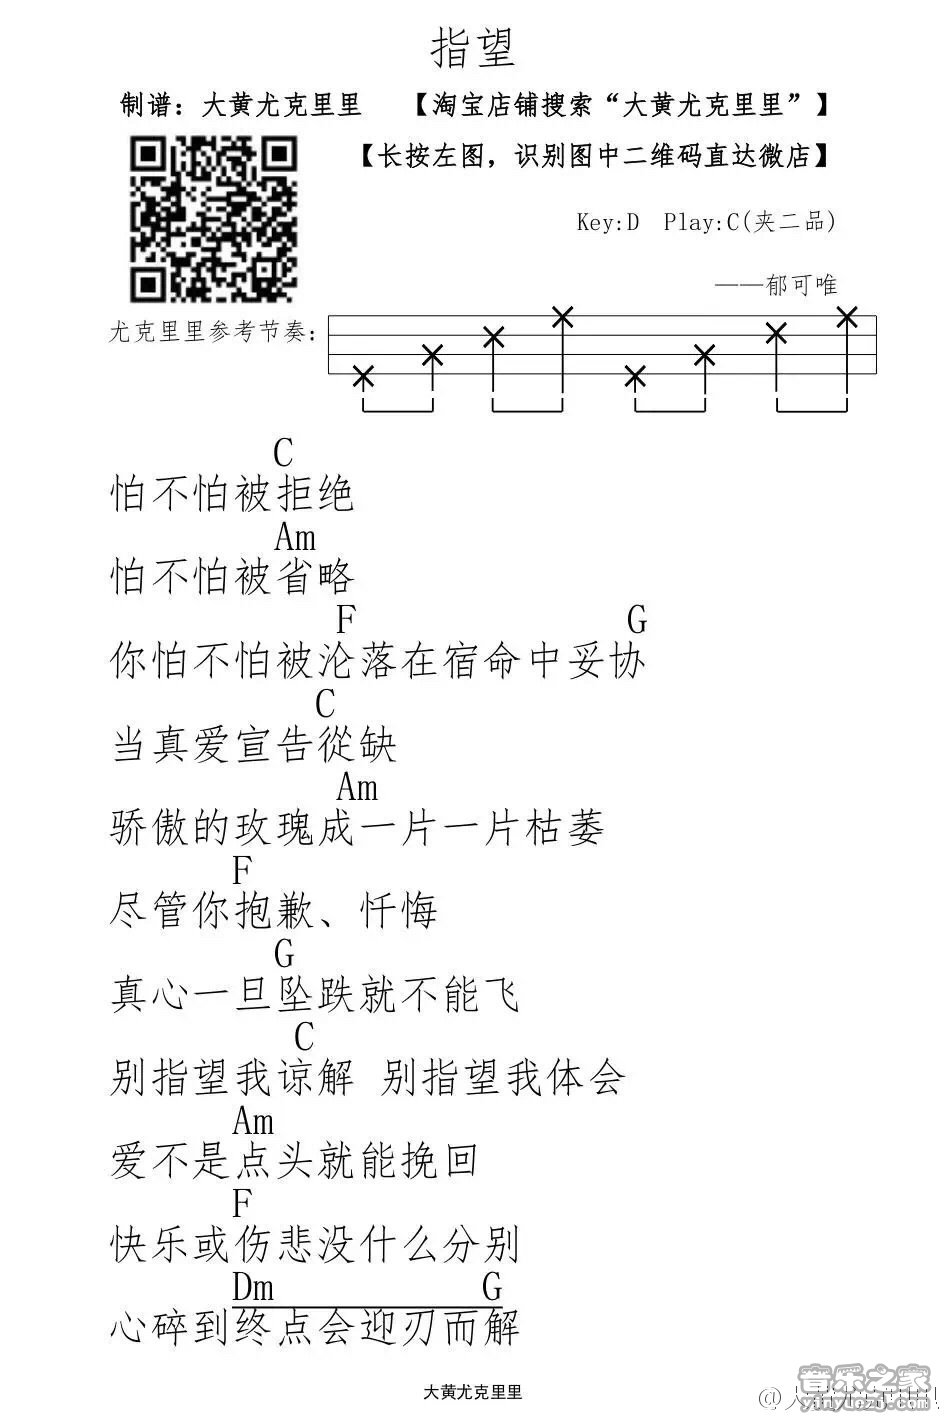 指望
制谱：大黄尤克里里 【淘宝店铺搜索“大黄尤克里里”】
【长按左图，识别图中二维码直达微店】
Key:D Play:C(夹二品)
——郁可唯
尤克里里参考节奏：
C
怕不怕被拒绝
Am
怕不怕被省略
F G
你怕不怕被沦落在宿命中妥协
C
当真爱宣告從缺
Am
骄傲的玫瑰成一片一片枯萎
F
尽管你抱歉、忏悔
G
真心一旦坠跌就不能飞
C
别指望我谅解 别指望我体会
Am
爱不是点头就能挽回
F
快乐或伤悲没什么分别
Dm G
心碎到终点会迎刃而解
大黄尤克里里
音乐之家
yinyuezj.com